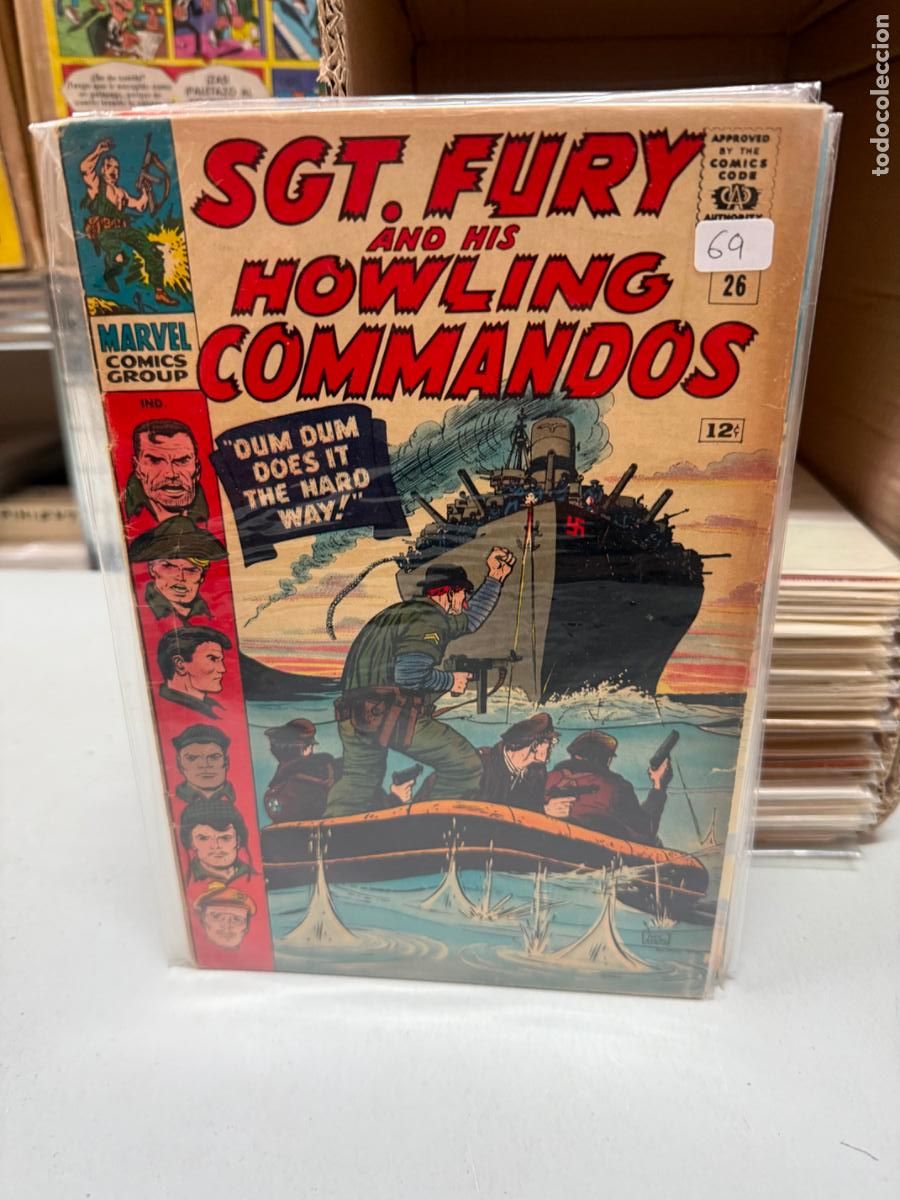 SGT. FURY
AND HIS
HOWLING
COMMANDOS
APPROVED
BY THE
COMICS
CODE
AUTHORITY
69
26
MARVEL
COMICS
GROUP
IND.
12¢
"DUM DUM
DOES IT
THE HARD
WAY!"
todocoleccion